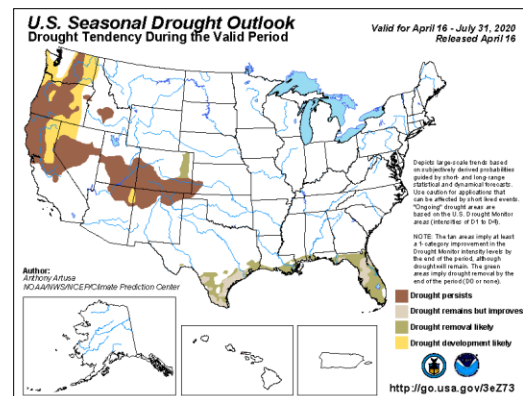 U.S. Seasonal Drought Outlook
Drought Tendency During the Valid Period
Valid for April 16 - July 31, 2020
Released April 16
Depicts large-scale trends based
on subjectively derived probabilities
guided by short- and long-range
statistical and dynamical forecasts.
Use caution for applications that
can be affected by short lived events.
"Ongoing" drought areas are
based on the U.S. Drought Monitor
areas (intensities of D1 to D4).
NOTE: The tan areas imply at least
a 1-category improvement in the
Drought Monitor intensity levels by
the end of the period, although
drought will remain. The green
areas imply drought removal by the
end of the period (D0 or none).
Author:
Anthony Artusa
NOAA/NWS/NCEP/Climate Prediction Center
Drought persists
Drought remains but improves
Drought removal likely
Drought development likely
http://go.usa.gov/3eZ73